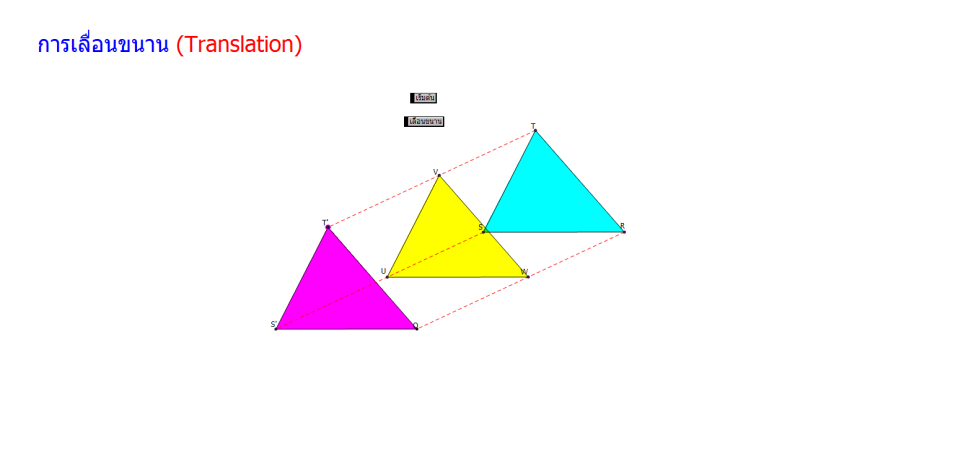 การเลื่อนขนาน (Translation)
เริ่มต้น
เลื่อนขนาน
T
V
T'
S
R
U
W
S'
Q